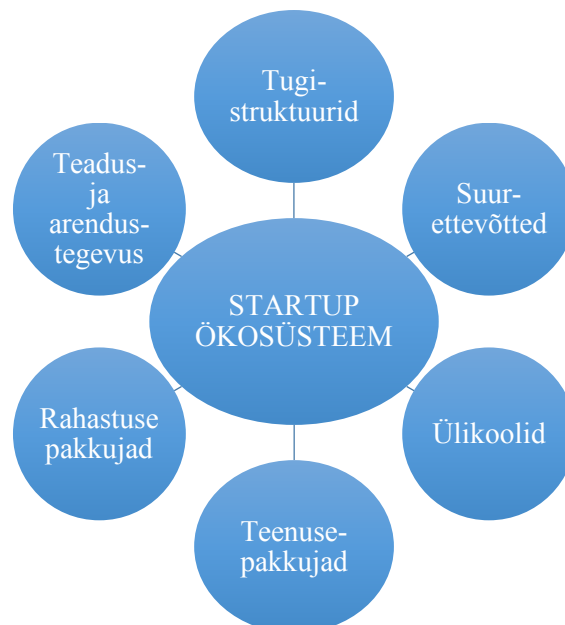 Tugi-
struktuurid
Teadus-
ja
arendus-
tegevus
Suur-
ettevõtted
STARTUP
ÖKOSÜSTEEM
Rahastuse
pakkujad
Ülikoolid
Teenuse-
pakkujad